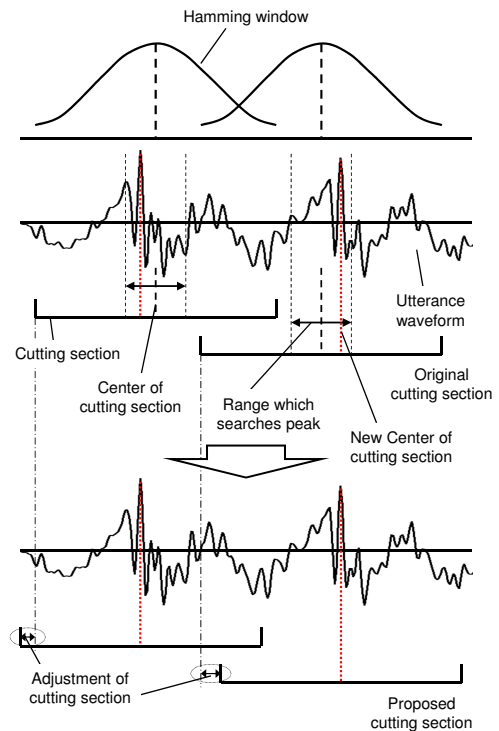 Hamming window
Utterance
waveform
Cutting section
Center of
cutting section
Original
cutting section
Range which
searches peak
New Center of
cutting section
Adjustment of
cutting section
Proposed
cutting section